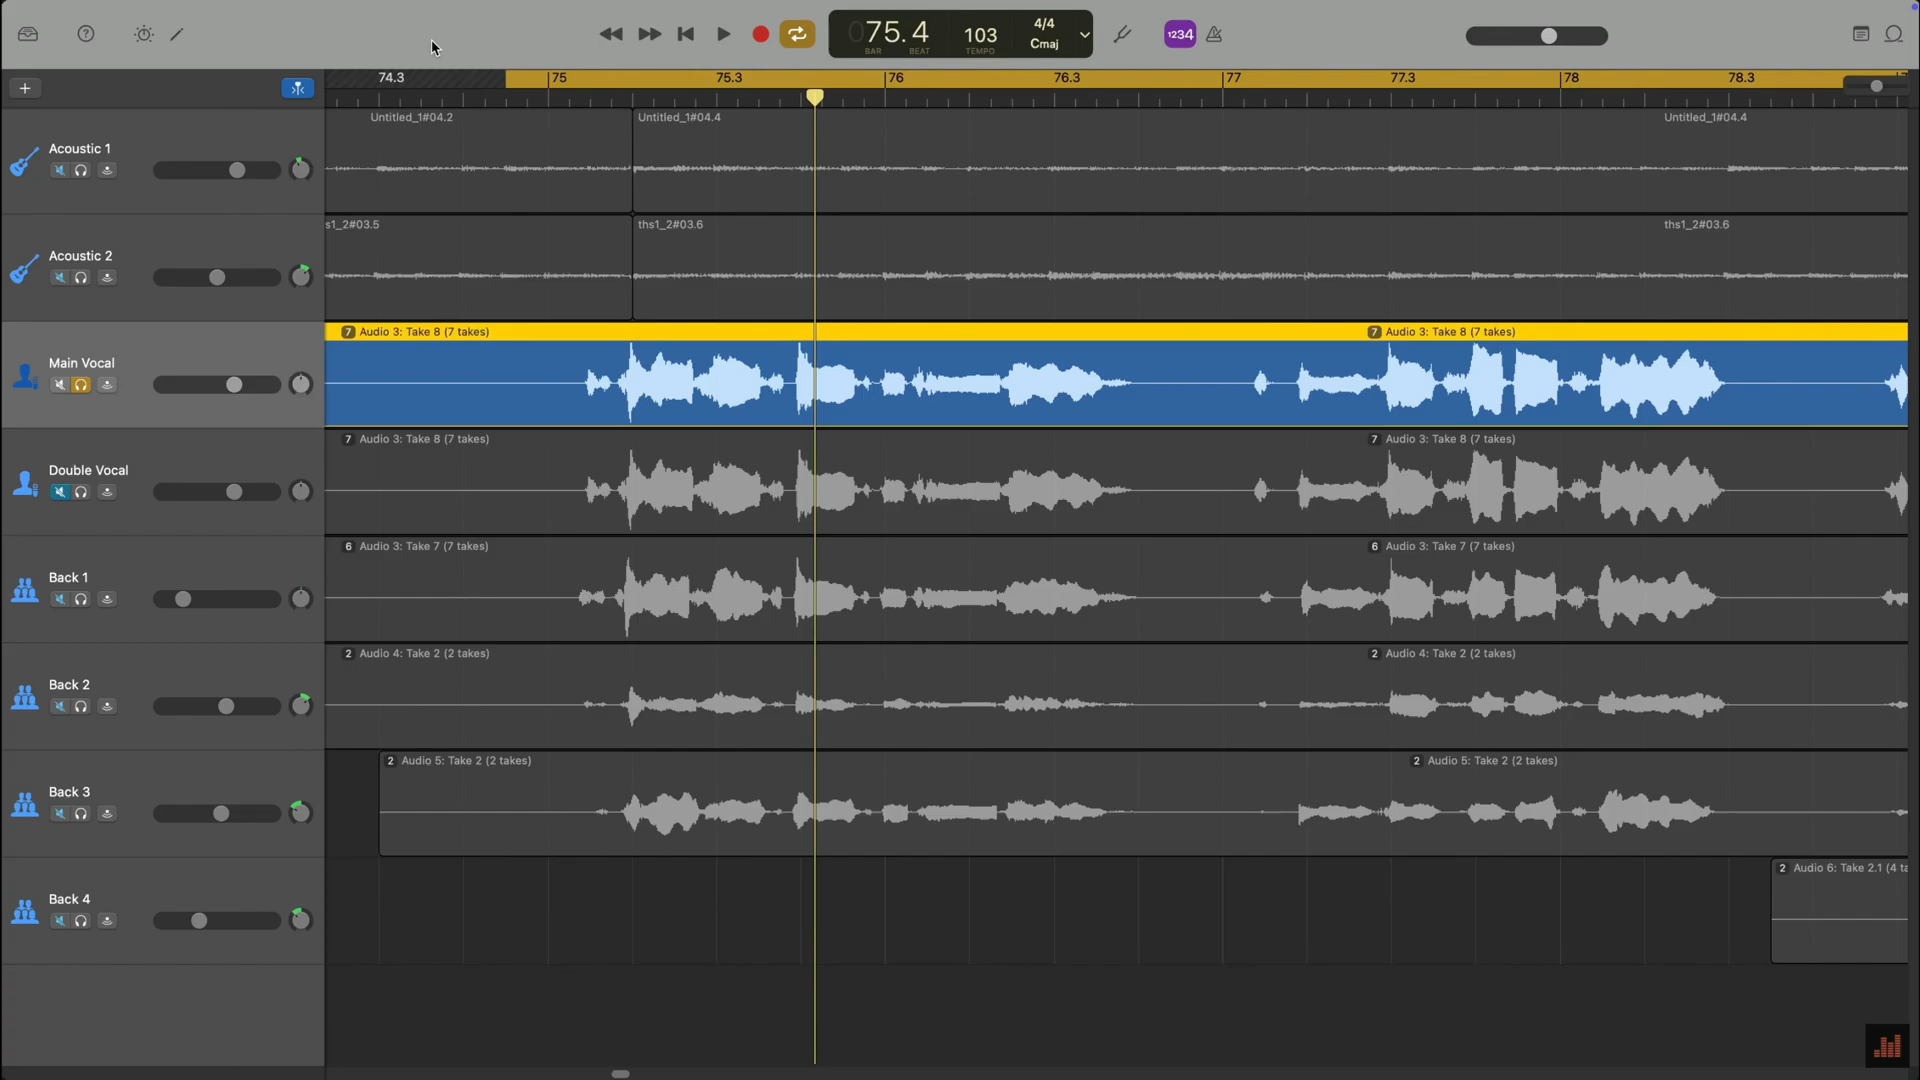 75.4 103 4/4
BAR BEAT TEMPO Cmaj
1234
74.3 75 75.3 76 76.3 77 77.3 78 78.3
Acoustic 1
Untitled_1#04.2 Untitled_1#04.4 Untitled_1#04.4
Acoustic 2
s1_2#03.5 ths1_2#03.6 ths1_2#03.6
Main Vocal
7 Audio 3: Take 8 (7 takes) 7 Audio 3: Take 8 (7 takes)
Double Vocal
7 Audio 3: Take 8 (7 takes) 7 Audio 3: Take 8 (7 takes)
Back 1
6 Audio 3: Take 7 (7 takes) 6 Audio 3: Take 7 (7 takes)
Back 2
2 Audio 4: Take 2 (2 takes) 2 Audio 4: Take 2 (2 takes)
Back 3
2 Audio 5: Take 2 (2 takes) 2 Audio 5: Take 2 (2 takes)
Back 4
2 Audio 6: Take 2.1 (4 ta